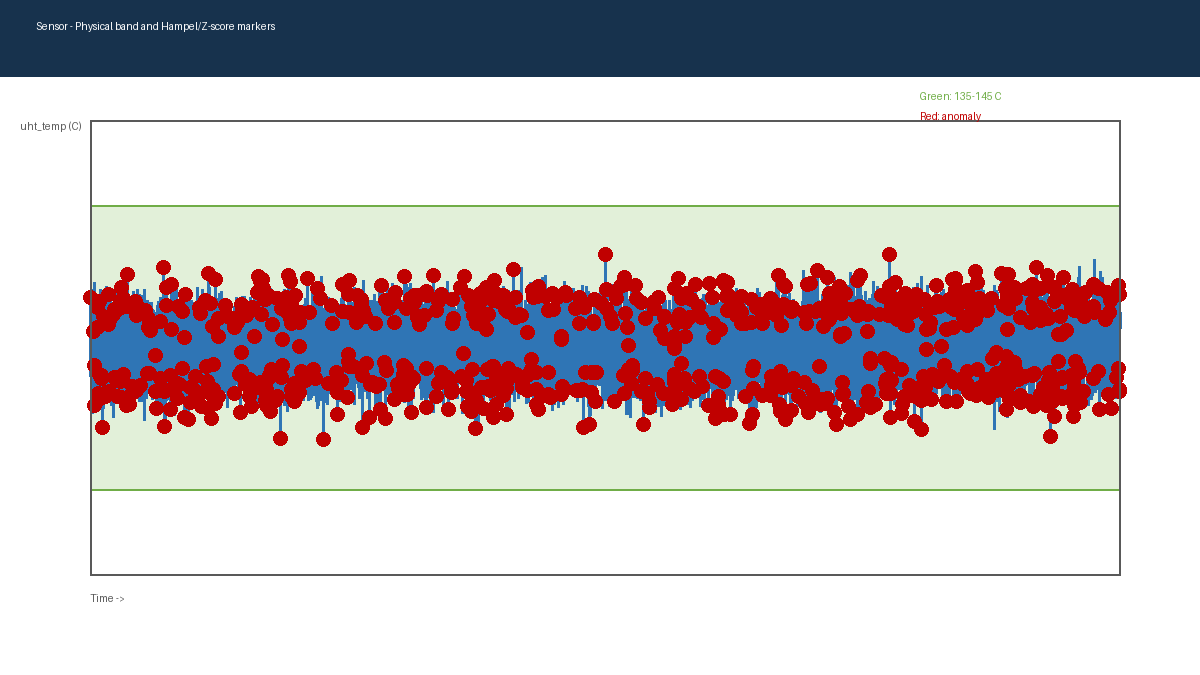 Sensor - Physical band and Hampel/Z-score markers
Green: 135-145 C
Red: anomaly
uht_temp (C)
Time ->